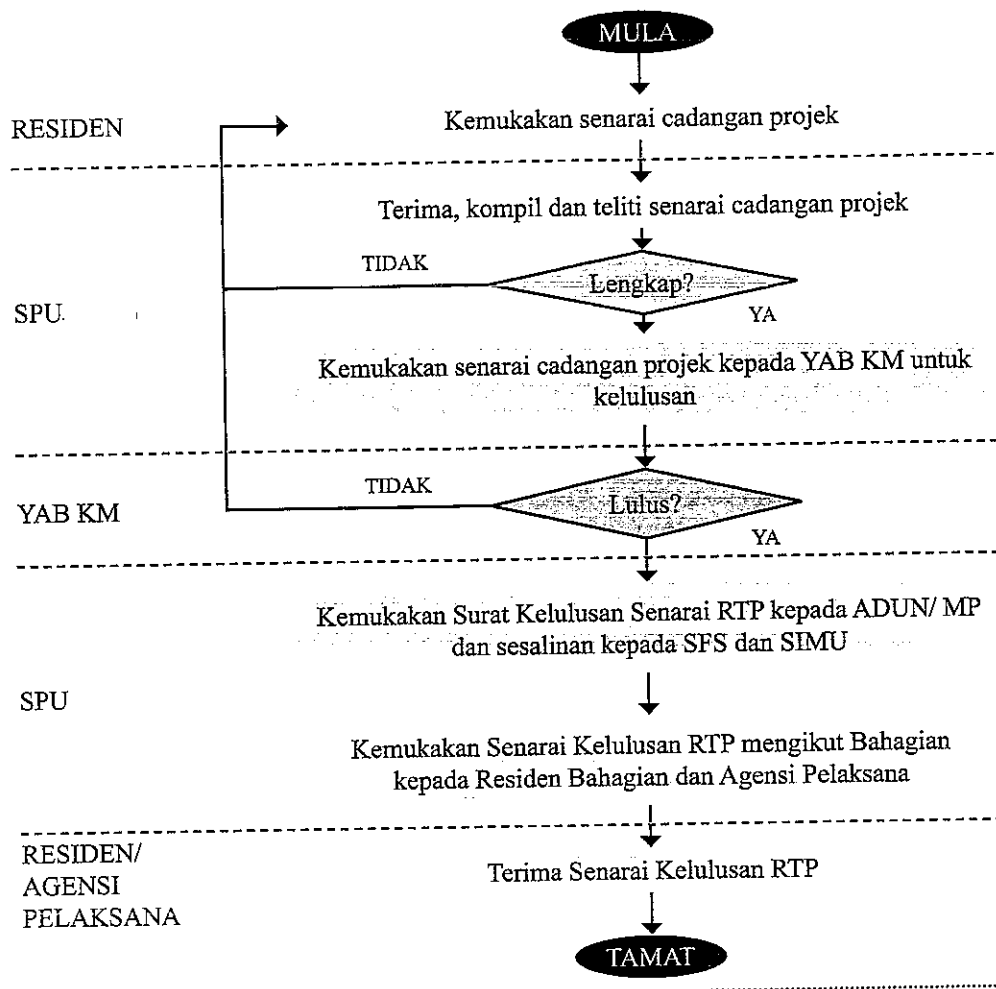 MULA
RESIDEN
Kemukakan senarai cadangan projek
Terima, kompil dan teliti senarai cadangan projek
TIDAK
Lengkap?
SPU
YA
Kemukakan senarai cadangan projek kepada YAB KM untuk
kelulusan
TIDAK
Lulus?
YAB KM
YA
Kemukakan Surat Kelulusan Senarai RTP kepada ADUN/ MP
dan sesalinan kepada SFS dan SIMU
SPU
Kemukakan Senarai Kelulusan RTP mengikut Bahagian
kepada Residen Bahagian dan Agensi Pelaksana
RESIDEN/
AGENSI
PELAKSANA
Terima Senarai Kelulusan RTP
TAMAT